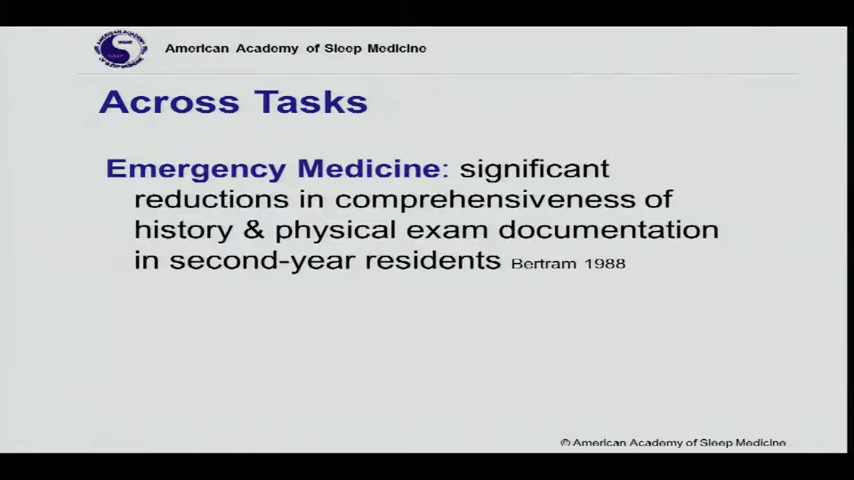 American Academy of Sleep Medicine
Across Tasks
Emergency Medicine: significant
reductions in comprehensiveness of
history & physical exam documentation
in second-year residents Bertram 1988
© American Academy of Sleep Medicine